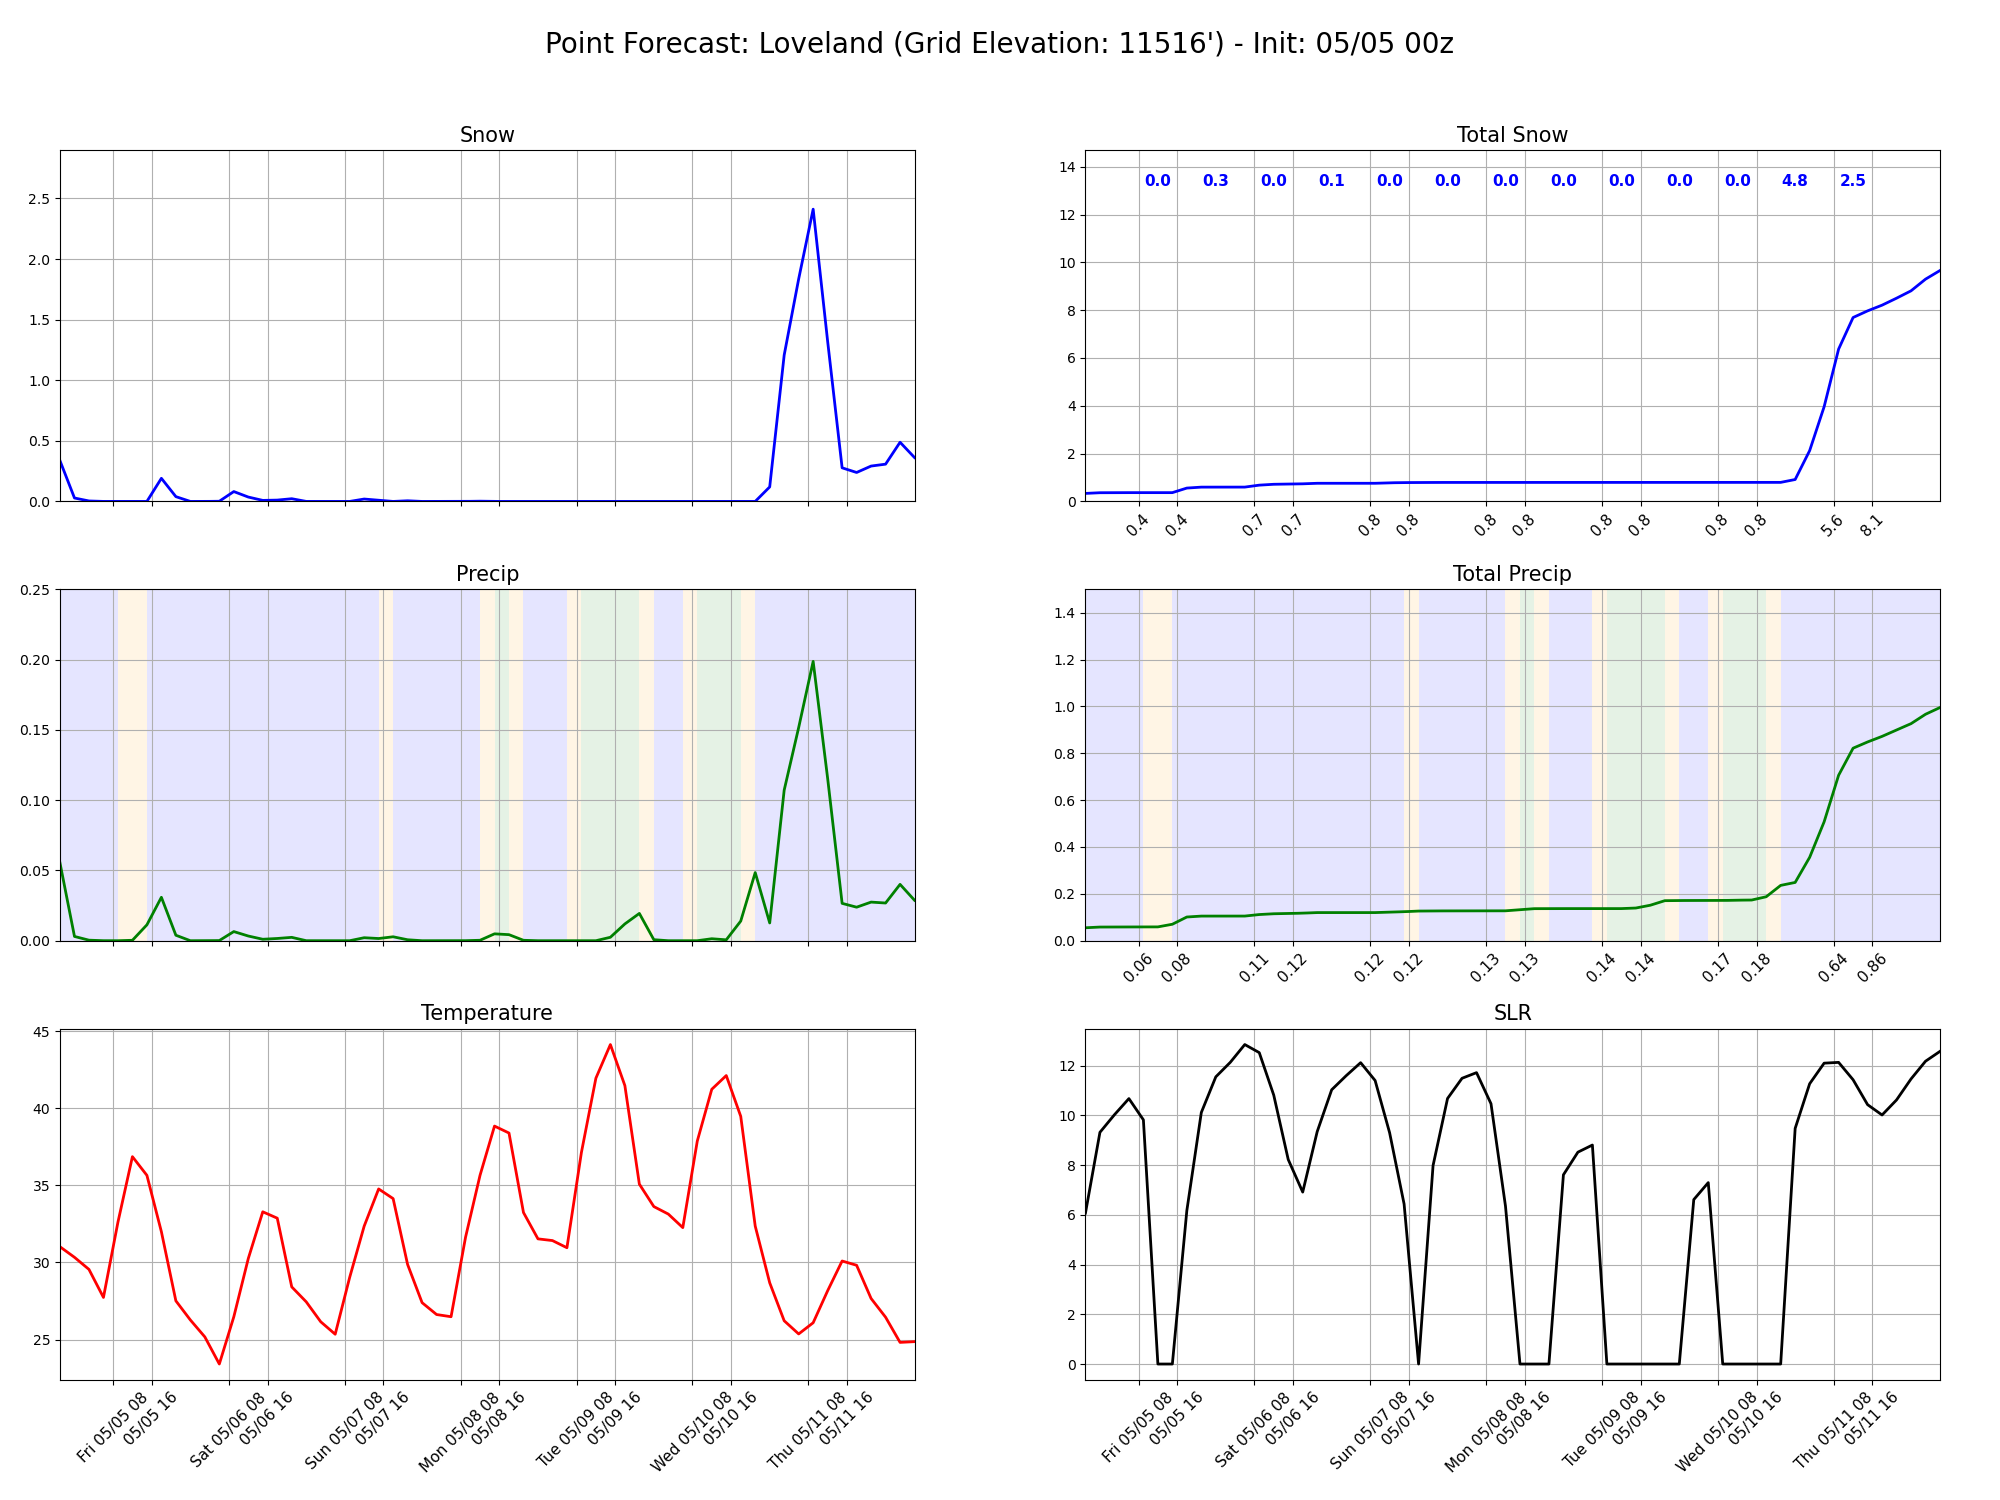 Point Forecast: Loveland (Grid Elevation: 11516') - Init: 05/05 00z
Snow
2.5
2.0
1.5
1.0
0.5
0.0
Total Snow
0.0 0.3 0.0 0.1 0.0 0.0 0.0 0.0 0.0 0.0 0.0 4.8 2.5
14
12
10
8
6
4
2
0
0.4 0.4 0.7 0.7 0.8 0.8 0.8 0.8 0.8 0.8 0.8 0.8 5.6 8.1
Precip
0.25
0.20
0.15
0.10
0.05
0.00
Total Precip
1.4
1.2
1.0
0.8
0.6
0.4
0.2
0.0
0.06 0.08 0.11 0.12 0.12 0.12 0.13 0.13 0.14 0.14 0.17 0.18 0.64 0.86
Temperature
45
40
35
30
25
Fri 05/05 08
05/05 16
Sat 05/06 08
05/06 16
Sun 05/07 08
05/07 16
Mon 05/08 08
05/08 16
Tue 05/09 08
05/09 16
Wed 05/10 08
05/10 16
Thu 05/11 08
05/11 16
SLR
12
10
8
6
4
2
0
Fri 05/05 08
05/05 16
Sat 05/06 08
05/06 16
Sun 05/07 08
05/07 16
Mon 05/08 08
05/08 16
Tue 05/09 08
05/09 16
Wed 05/10 08
05/10 16
Thu 05/11 08
05/11 16